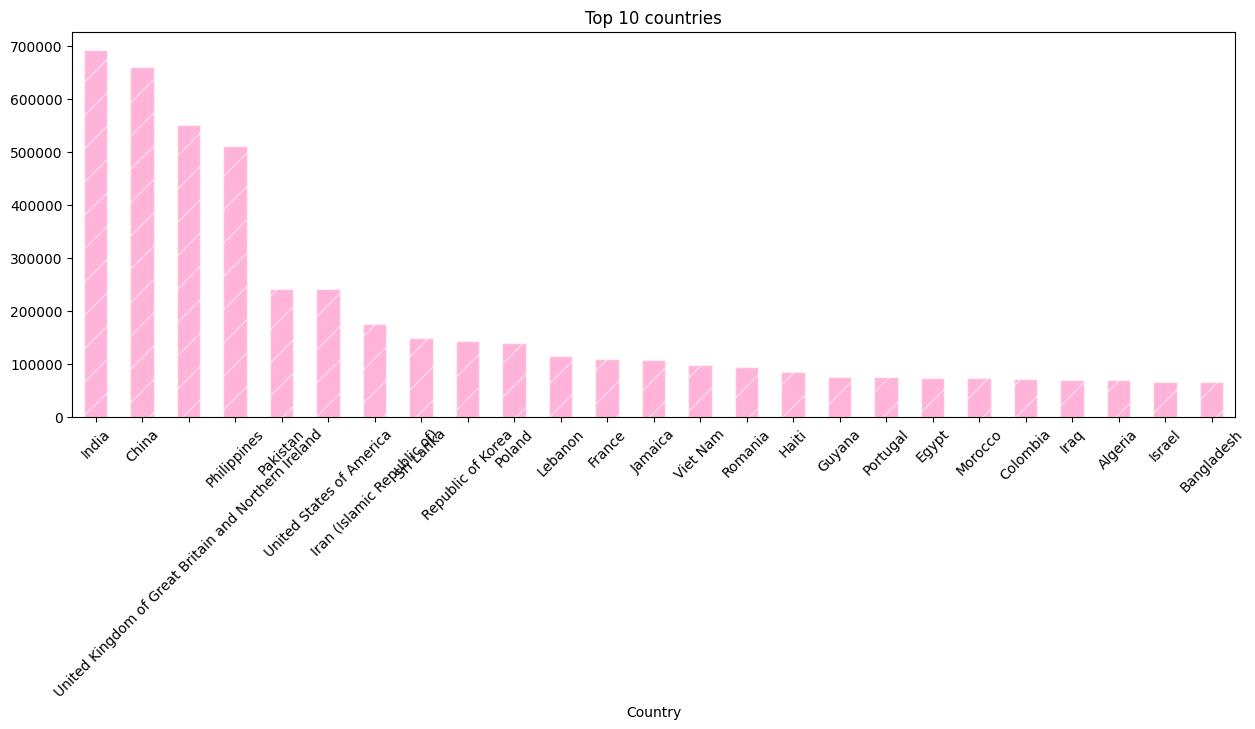 Top 10 countries
700000
600000
500000
400000
300000
200000
100000
0
India
China
United Kingdom of Great Britain and Northern Ireland
Philippines
Pakistan
United States of America
Iran (Islamic Republic of)
Sri Lanka
Republic of Korea
Poland
Lebanon
France
Jamaica
Viet Nam
Romania
Haiti
Guyana
Portugal
Egypt
Morocco
Colombia
Iraq
Algeria
Israel
Bangladesh
Country